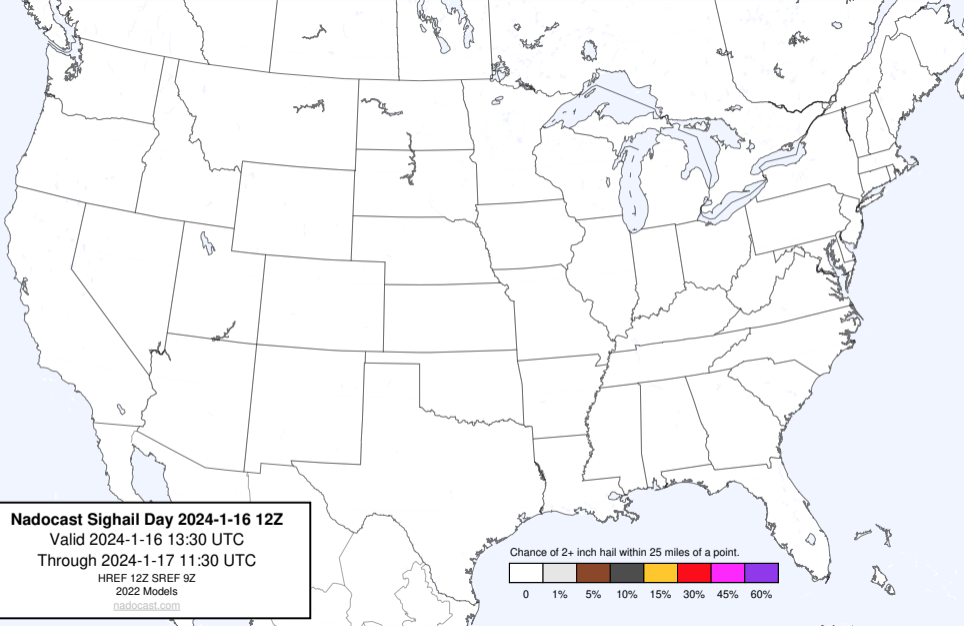 Nadocast Sighail Day 2024-1-16 12Z
Valid 2024-1-16 13:30 UTC
Through 2024-1-17 11:30 UTC
HREF 12Z SREF 9Z
2022 Models
nadocast.com
Chance of 2+ inch hail within 25 miles of a point.
0 1% 5% 10% 15% 30% 45% 60%